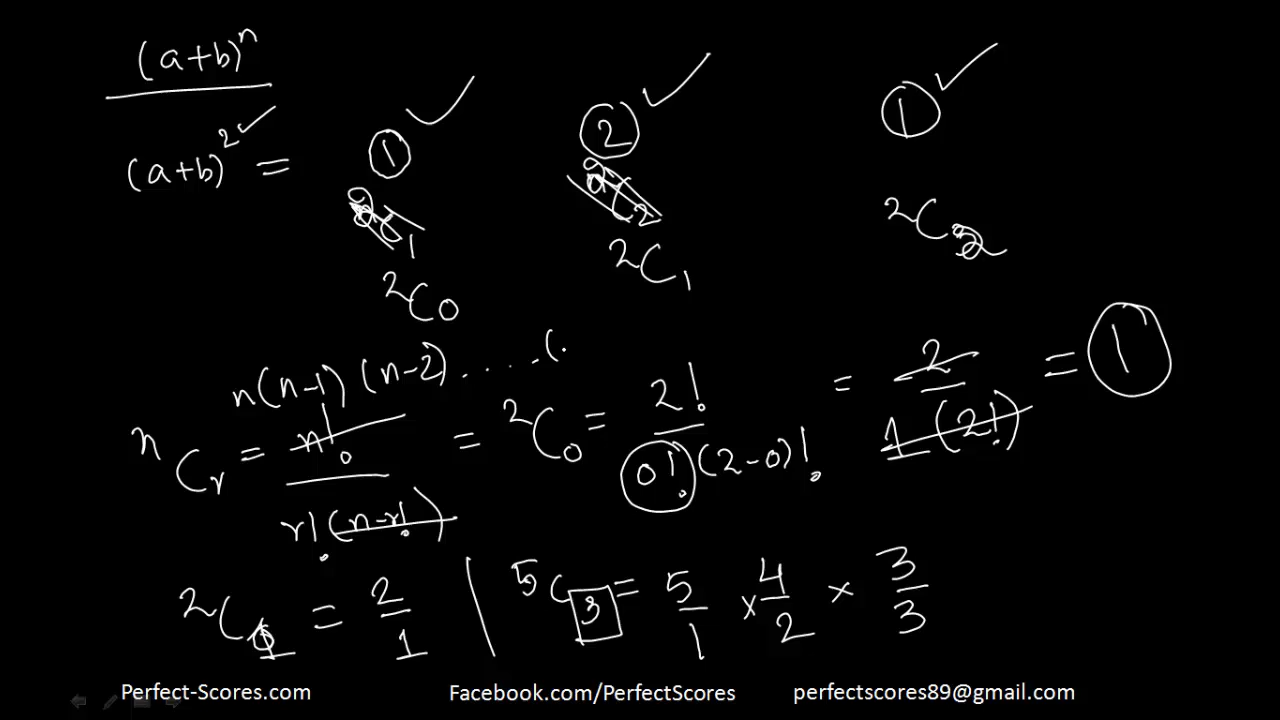 (a+b)^n
(a+b)^2 = ① ② ①
²C₀ ²C₁ ²C₂
n(n-1)(n-2).....(.
ⁿCᵣ = n! / r!(n-r!) = ²C₀ = 2! / 0!(2-0)! = 2 / 1(2!) = ①
²C₁ = 2/1 | ⁵C₃ = 5/1 × 4/2 × 3/3
Perfect-Scores.com Facebook.com/PerfectScores perfectscores89@gmail.com